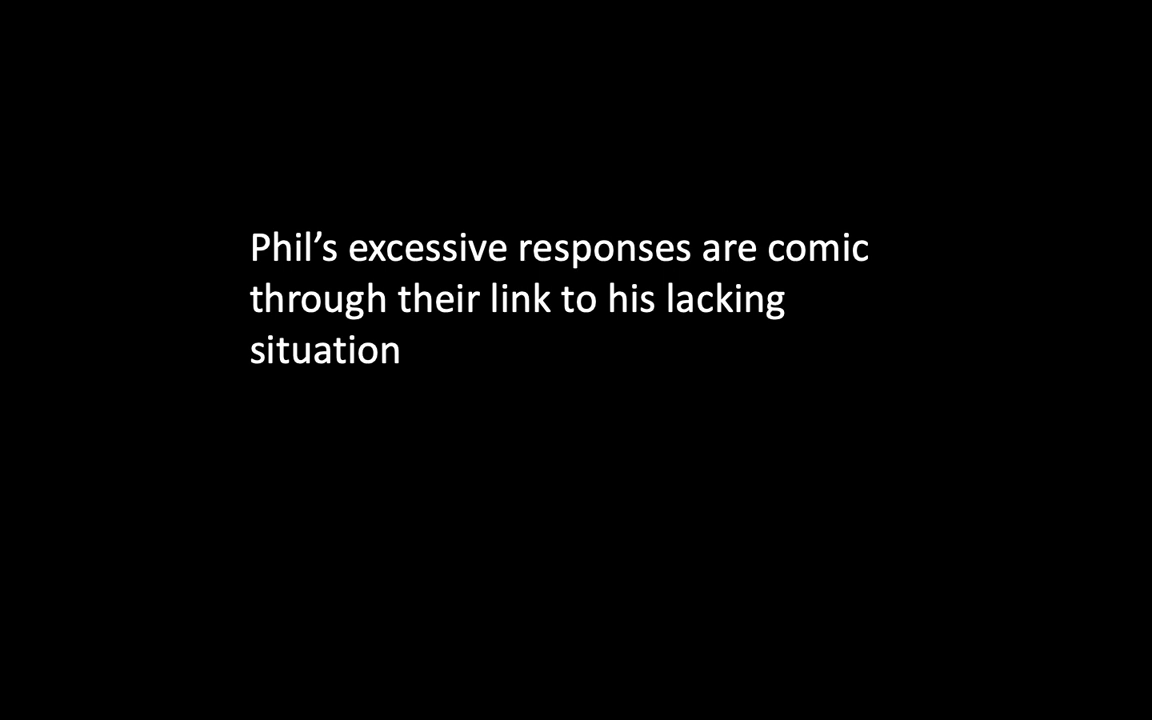 Phil’s excessive responses are comic
through their link to his lacking
situation